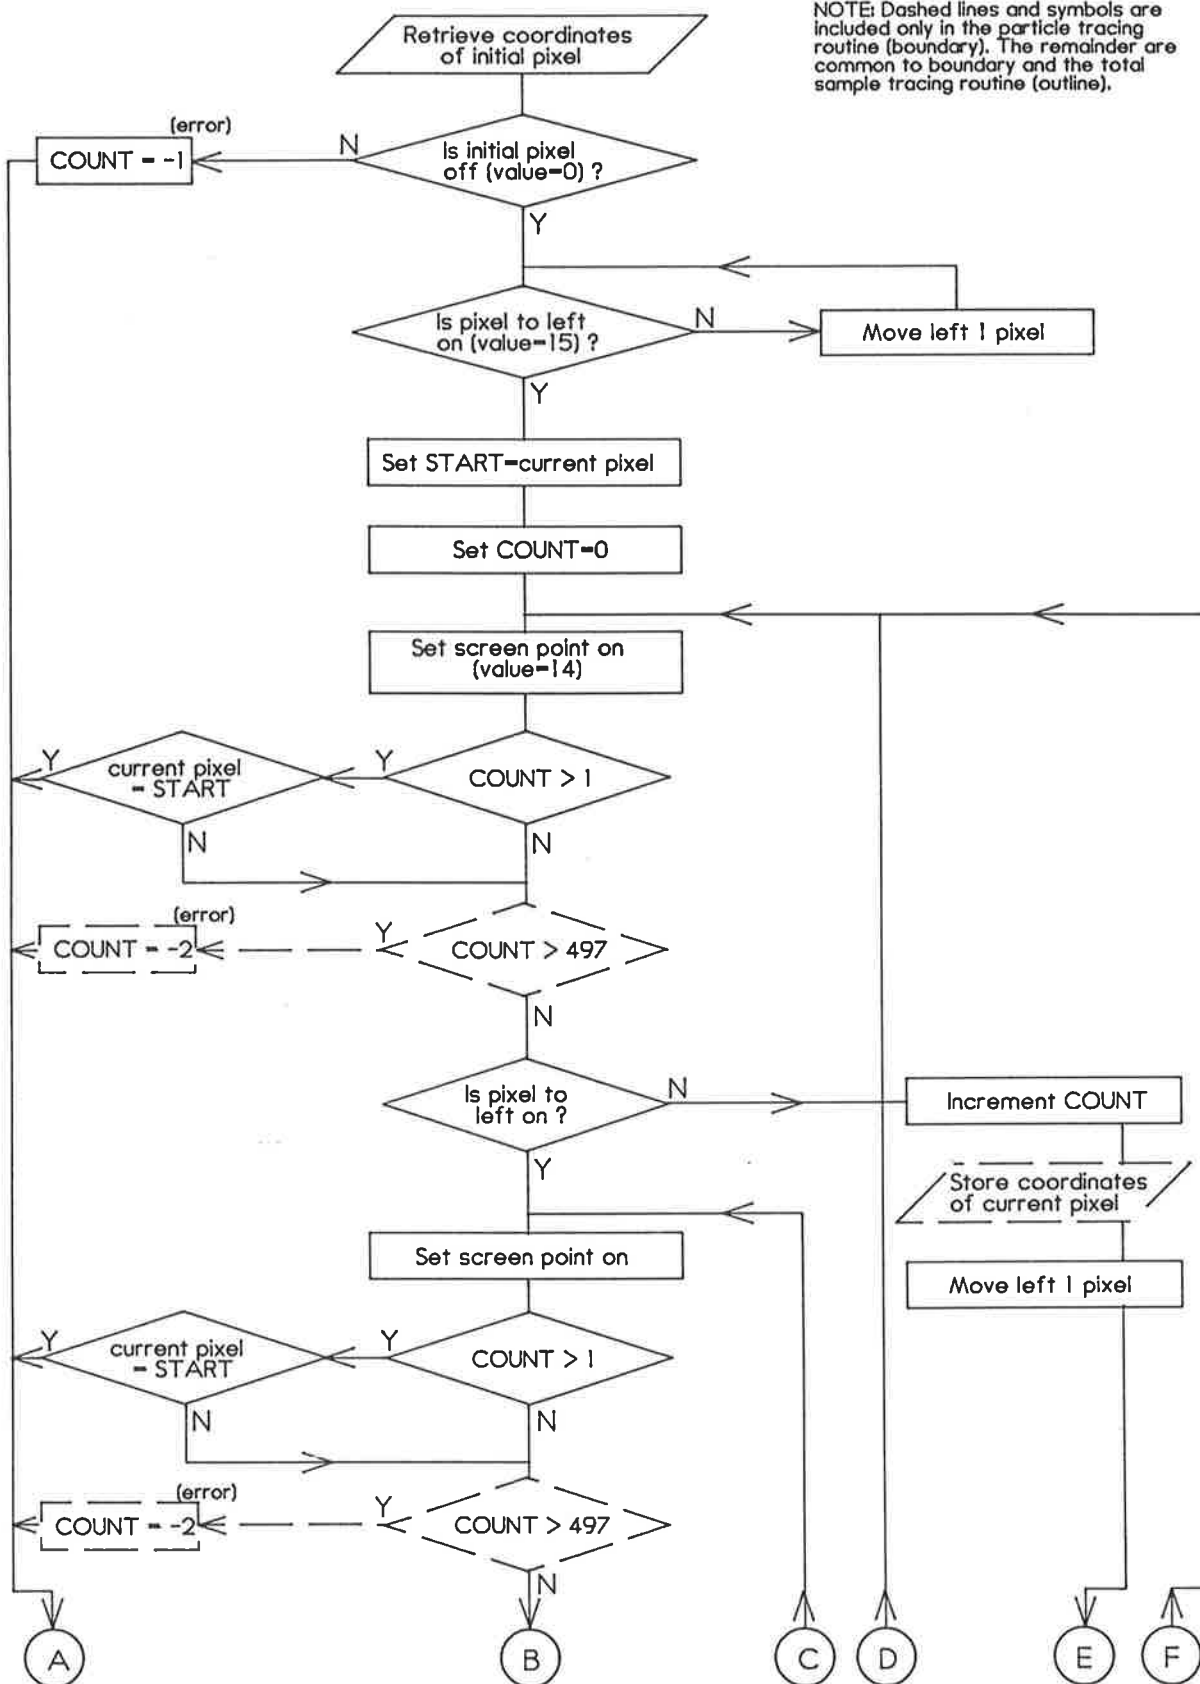 NOTE: Dashed lines and symbols are
included only in the particle tracing
routine (boundary). The remainder are
common to boundary and the total
sample tracing routine (outline).
Retrieve coordinates
of initial pixel
(error)
COUNT = -1
N
Is initial pixel
off (value=0) ?
Y
Is pixel to left
on (value=15) ?
N
Move left 1 pixel
Y
Set START=current pixel
Set COUNT=0
Set screen point on
(value=14)
Y
current pixel
= START
Y
COUNT > 1
N
N
(error)
COUNT = -2
Y
COUNT > 497
N
Is pixel to
left on ?
N
Increment COUNT
Y
Store coordinates
of current pixel
Set screen point on
Move left 1 pixel
Y
current pixel
= START
Y
COUNT > 1
N
N
(error)
COUNT = -2
Y
COUNT > 497
N
A
B
C
D
E
F